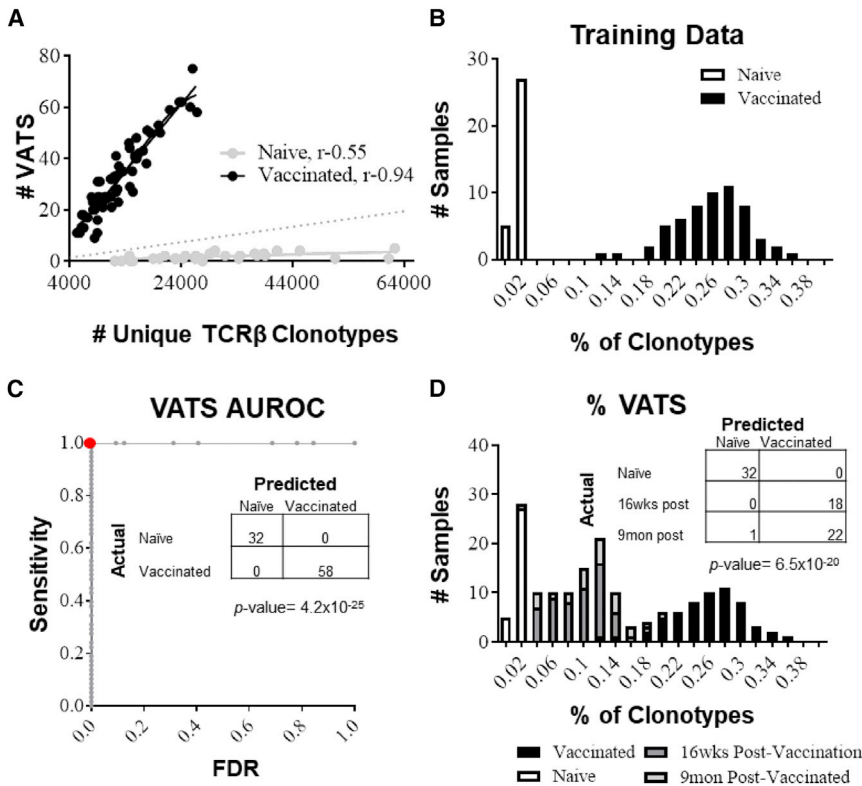 A
80
60
40
20
0
# VATS
Naive, r-0.55
Vaccinated, r-0.94
4000 24000 44000 64000
# Unique TCRβ Clonotypes
B
Training Data
30
20
10
0
# Samples
Naive
Vaccinated
0.02 0.06 0.1 0.14 0.18 0.22 0.26 0.3 0.34 0.38
% of Clonotypes
C
VATS AUROC
1.0
0.8
0.6
0.4
0.2
0.0
Sensitivity
Predicted
Naïve Vaccinated
Actual
Naïve 32 0
Vaccinated 0 58
p-value= 4.2x10-25
0.0 0.2 0.4 0.6 0.8 1.0
FDR
D
% VATS
40
30
20
10
0
# Samples
Predicted
Naïve Vaccinated
Actual
Naïve 32 0
16wks post 0 18
9mon post 1 22
p-value= 6.5x10-20
0.02 0.06 0.1 0.14 0.18 0.22 0.26 0.3 0.34 0.38
% of Clonotypes
Vaccinated 16wks Post-Vaccination
Naive 9mon Post-Vaccinated